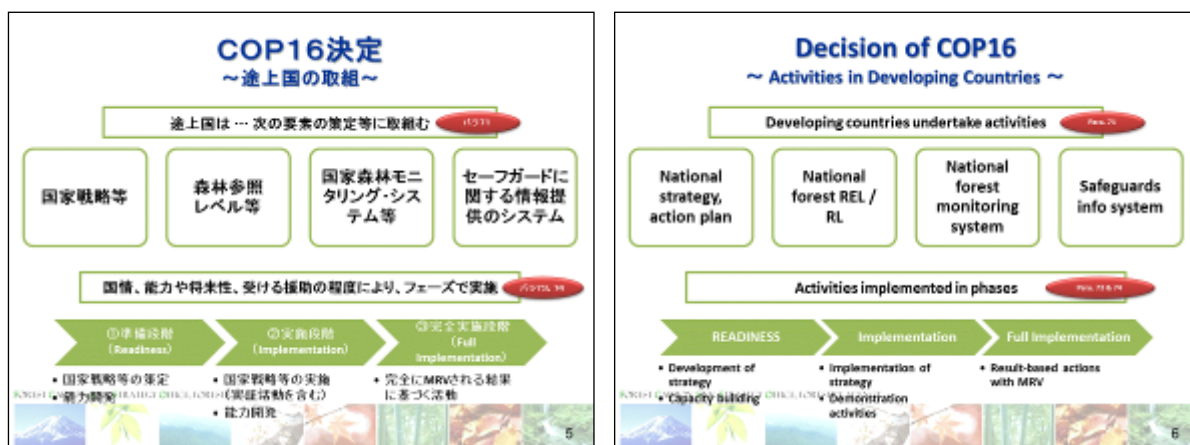 COP16決定
～途上国の取組～
途上国は … 次の要素の策定等に取組む
国家戦略等
森林参照
レベル等
国家森林モニ
タリング・シス
テム等
セーフガードに
関する情報提
供のシステム
国情、能力や将来性、受ける援助の程度により、フェーズで実施
①準備段階
(Readiness)
②実施段階
(Implementation)
③完全実施段階
(Full
Implementation)
• 国家戦略等の策定
• 能力開発
• 国家戦略等の実施
(実証活動を含む)
• 能力開発
• 完全にMRVされる結果
に基づく活動
5
Decision of COP16
～ Activities in Developing Countries ～
Developing countries undertake activities
National
strategy,
action plan
National
forest REL /
RL
National
forest
monitoring
system
Safeguards
info system
Activities implemented in phases
READINESS
Implementation
Full Implementation
• Development of
strategy
• Capacity building
• Implementation of
strategy
• Demonstration
activities
• Result-based actions
with MRV
6